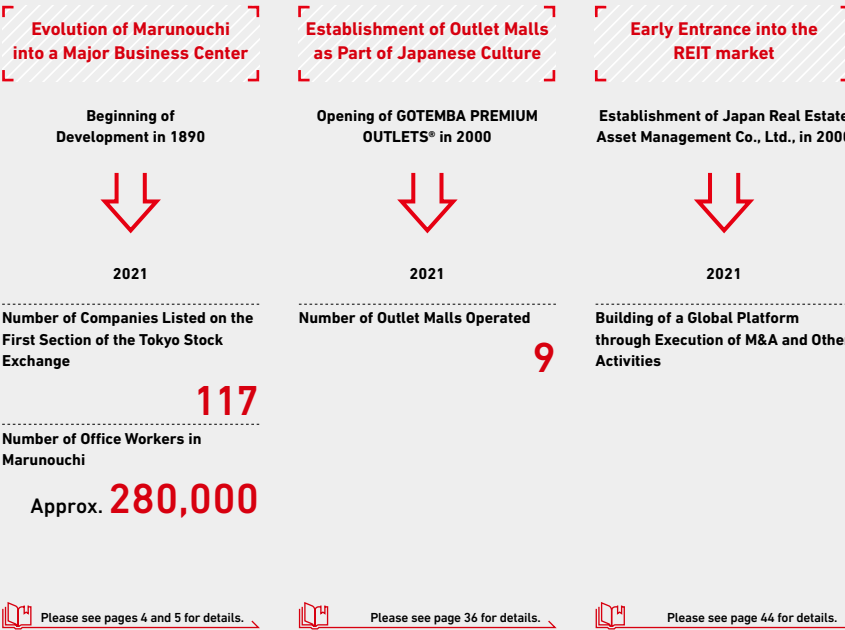 Evolution of Marunouchi
into a Major Business Center
Beginning of
Development in 1890
2021
Number of Companies Listed on the
First Section of the Tokyo Stock
Exchange
117
Number of Office Workers in
Marunouchi
Approx. 280,000
Please see pages 4 and 5 for details.
Establishment of Outlet Malls
as Part of Japanese Culture
Opening of GOTEMBA PREMIUM
OUTLETS® in 2000
2021
Number of Outlet Malls Operated
9
Please see page 36 for details.
Early Entrance into the
REIT market
Establishment of Japan Real Estate
Asset Management Co., Ltd., in 2000
2021
Building of a Global Platform
through Execution of M&A and Other
Activities
Please see page 44 for details.